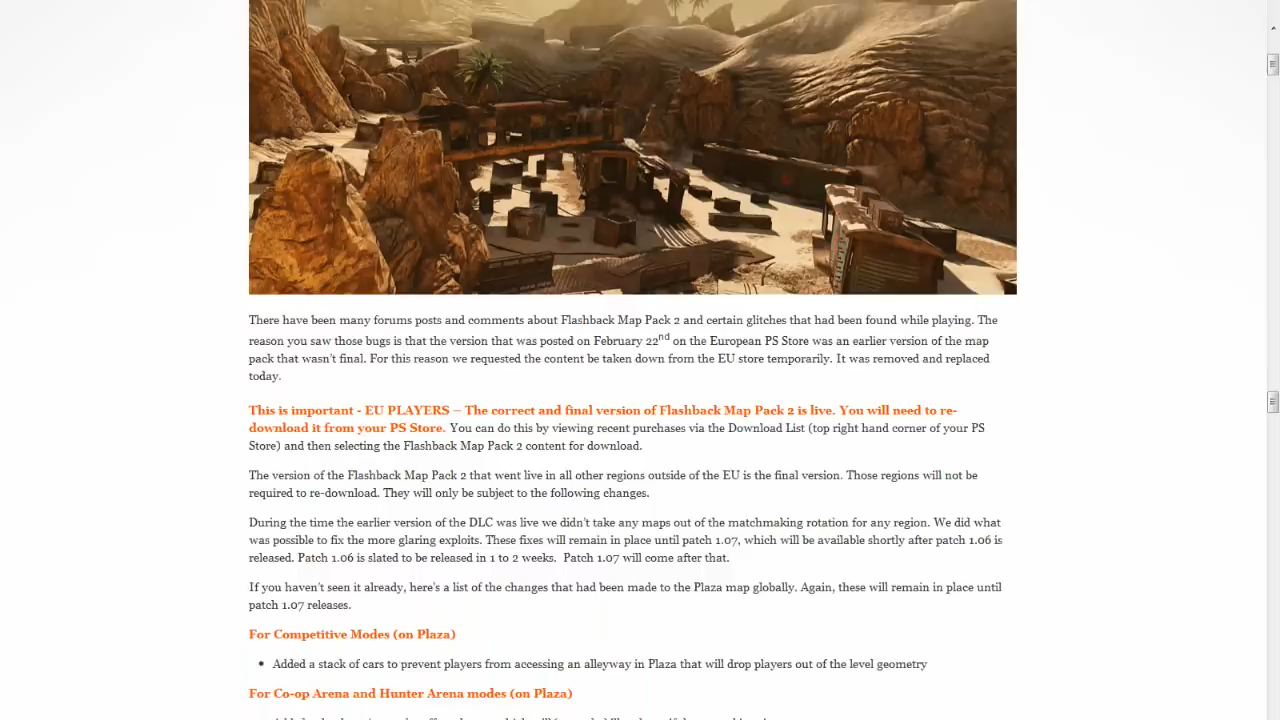 There have been many forums posts and comments about Flashback Map Pack 2 and certain glitches that had been found while playing. The
reason you saw those bugs is that the version that was posted on February 22nd on the European PS Store was an earlier version of the map
pack that wasn't final. For this reason we requested the content be taken down from the EU store temporarily. It was removed and replaced
today.
This is important - EU PLAYERS – The correct and final version of Flashback Map Pack 2 is live. You will need to re-
download it from your PS Store. You can do this by viewing recent purchases via the Download List (top right hand corner of your PS
Store) and then selecting the Flashback Map Pack 2 content for download.
The version of the Flashback Map Pack 2 that went live in all other regions outside of the EU is the final version. Those regions will not be
required to re-download. They will only be subject to the following changes.
During the time the earlier version of the DLC was live we didn't take any maps out of the matchmaking rotation for any region. We did what
was possible to fix the more glaring exploits. These fixes will remain in place until patch 1.07, which will be available shortly after patch 1.06 is
released. Patch 1.06 is slated to be released in 1 to 2 weeks.  Patch 1.07 will come after that.
If you haven't seen it already, here's a list of the changes that had been made to the Plaza map globally. Again, these will remain in place until
patch 1.07 releases.
For Competitive Modes (on Plaza)
• Added a stack of cars to prevent players from accessing an alleyway in Plaza that will drop players out of the level geometry
For Co-op Arena and Hunter Arena modes (on Plaza)